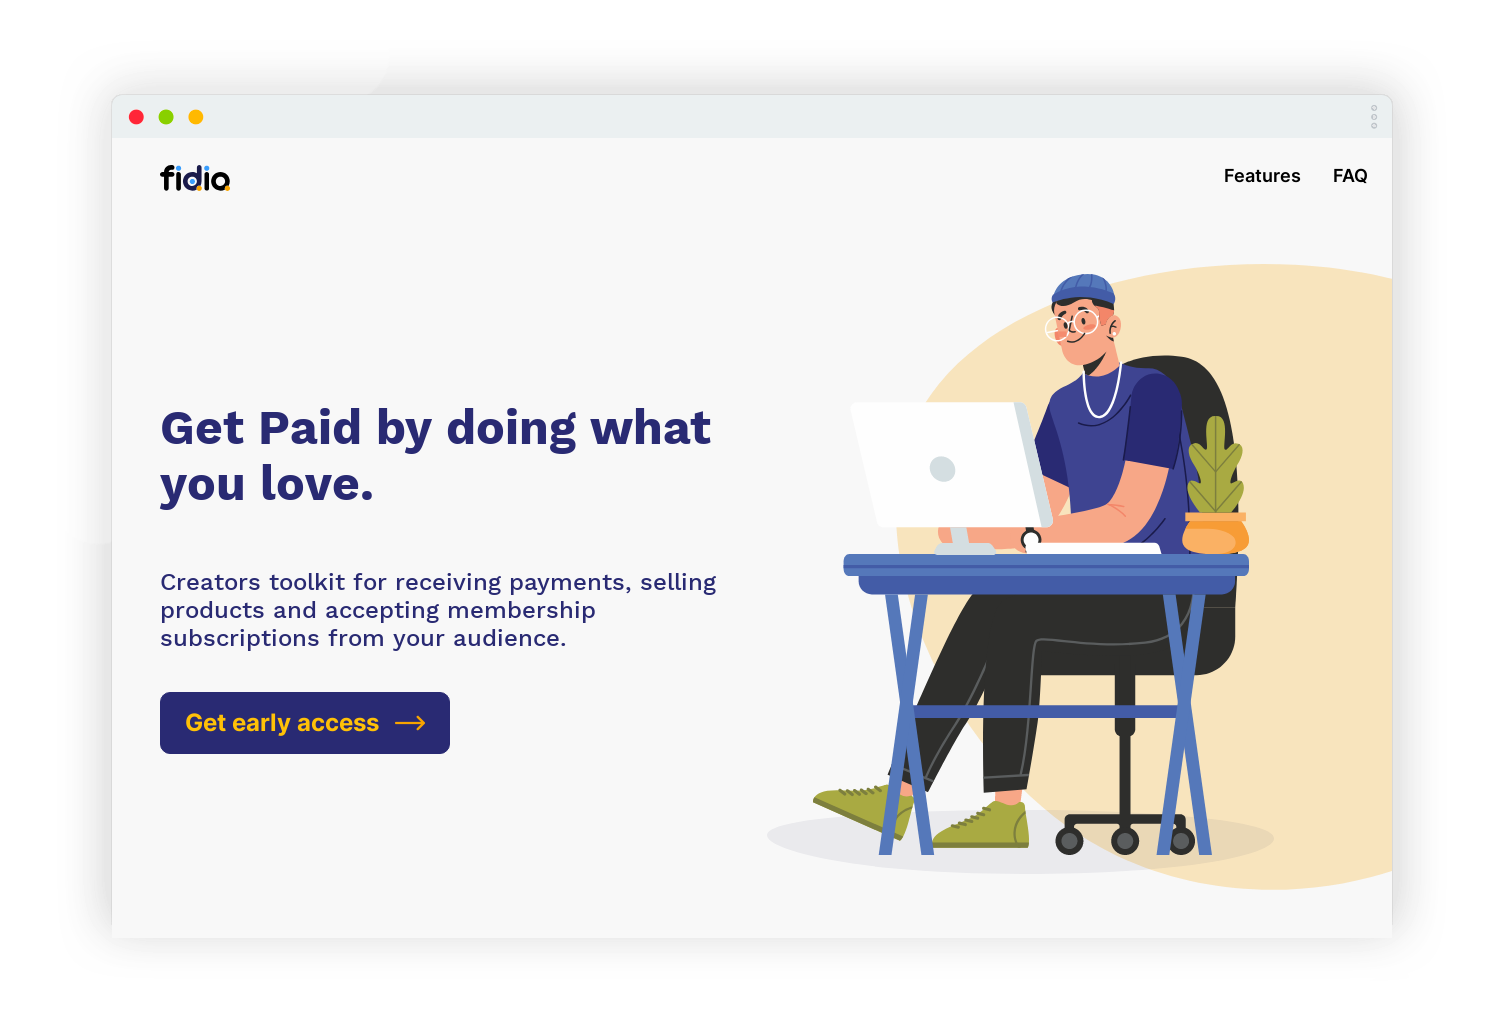 fidio
Features FAQ
Get Paid by doing what
you love.
Creators toolkit for receiving payments, selling
products and accepting membership
subscriptions from your audience.
Get early access